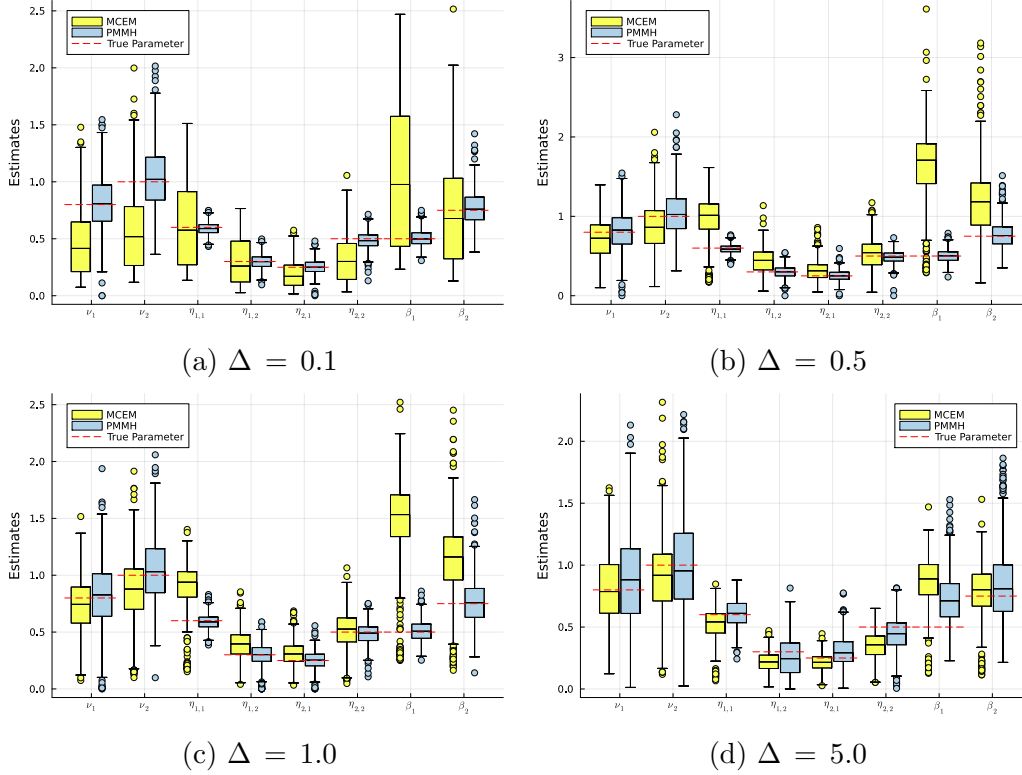 2.5
2.0
1.5
1.0
0.5
0.0
Estimates
MCEM
PMMH
True Parameter
ν₁ ν₂ η₁,₁ η₁,₂ η₂,₁ η₂,₂ β₁ β₂
(a) Δ = 0.1
3
2
1
0
Estimates
MCEM
PMMH
True Parameter
ν₁ ν₂ η₁,₁ η₁,₂ η₂,₁ η₂,₂ β₁ β₂
(b) Δ = 0.5
2.5
2.0
1.5
1.0
0.5
0.0
Estimates
MCEM
PMMH
True Parameter
ν₁ ν₂ η₁,₁ η₁,₂ η₂,₁ η₂,₂ β₁ β₂
(c) Δ = 1.0
2.0
1.5
1.0
0.5
0.0
Estimates
MCEM
PMMH
True Parameter
ν₁ ν₂ η₁,₁ η₁,₂ η₂,₁ η₂,₂ β₁ β₂
(d) Δ = 5.0